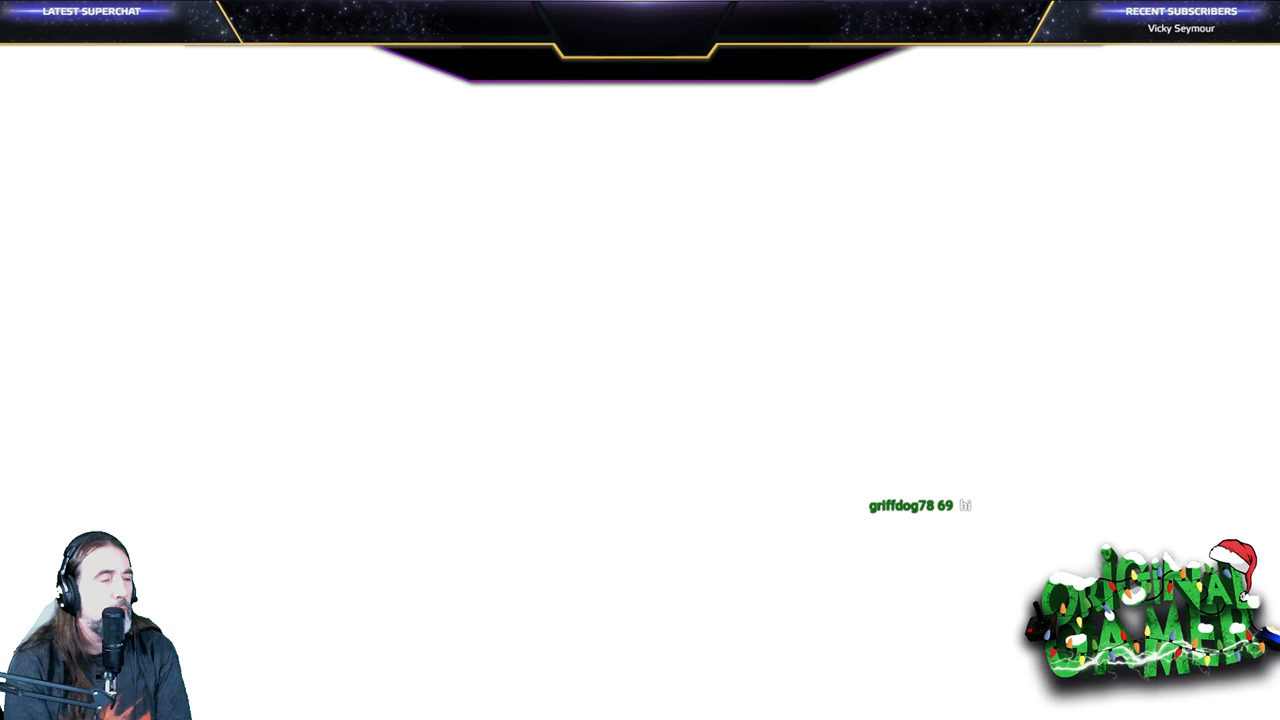 LATEST SUPERCHAT
RECENT SUBSCRIBERS
Vicky Seymour
griffdog78 69 hi
ORIGINAL
GAMER